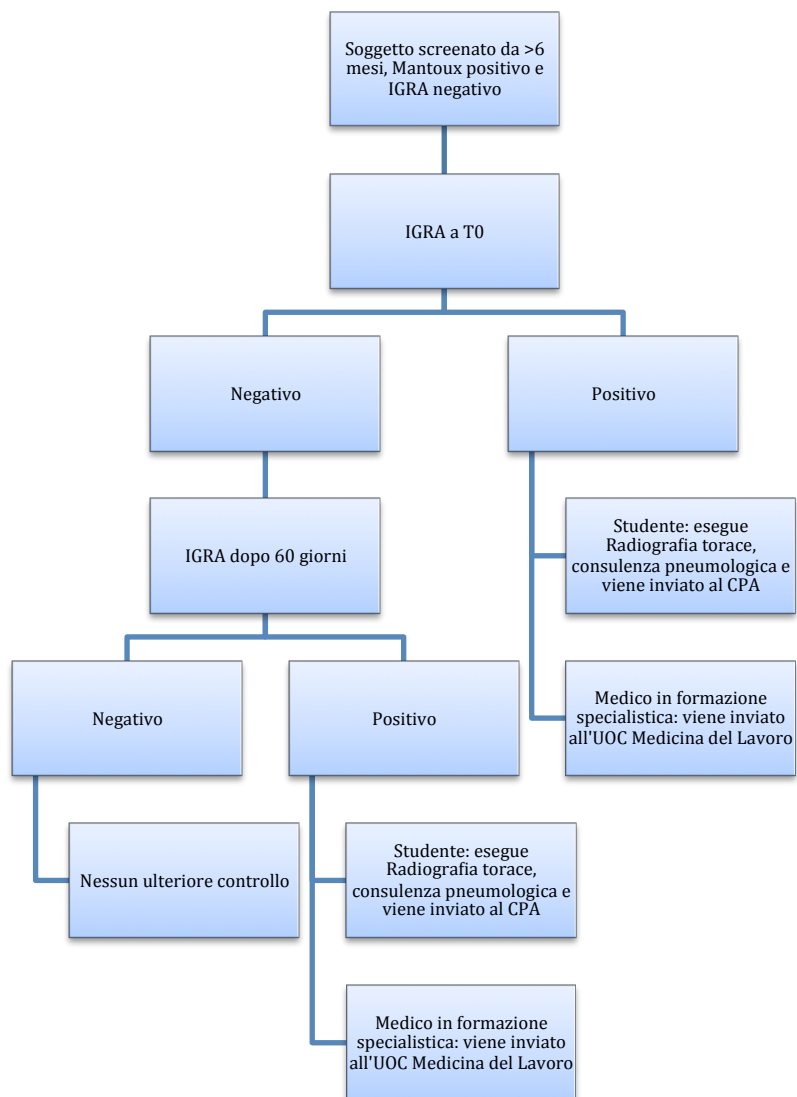 Soggetto screenato da >6
mesi, Mantoux positivo e
IGRA negativo
IGRA a T0
Negativo
Positivo
IGRA dopo 60 giorni
Studente: esegue
Radiografia torace,
consulenza pneumologica e
viene inviato al CPA
Medico in formazione
specialistica: viene inviato
all'UOC Medicina del Lavoro
Negativo
Positivo
Nessun ulteriore controllo
Studente: esegue
Radiografia torace,
consulenza pneumologica e
viene inviato al CPA
Medico in formazione
specialistica: viene inviato
all'UOC Medicina del Lavoro